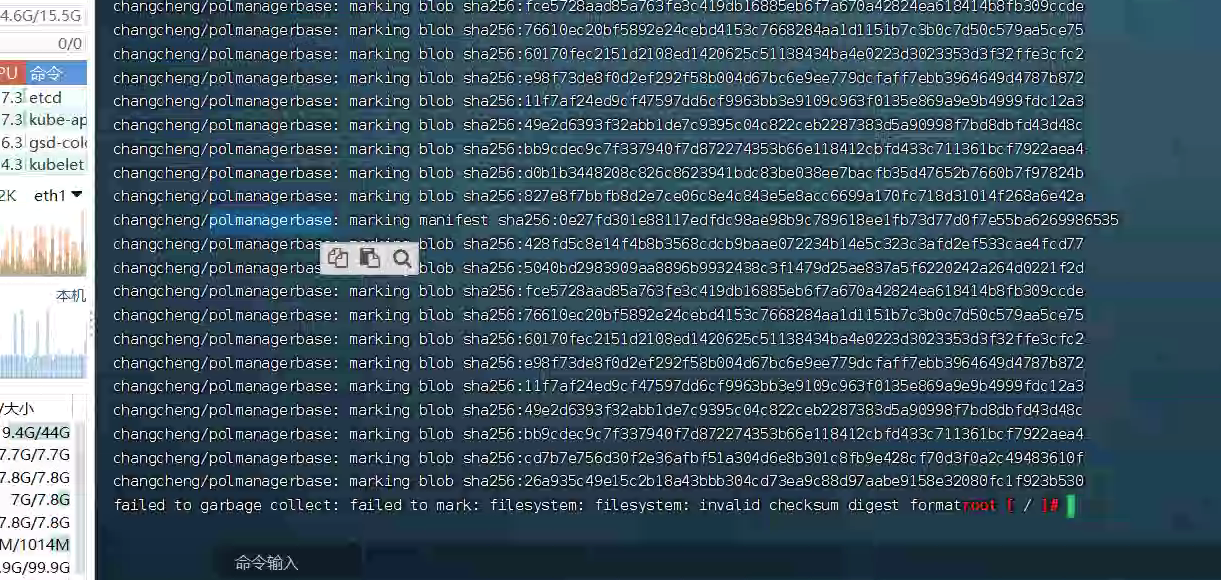 4.6G/15.5G
0/0
PU 命令
7.3 etcd
7.3 kube-ap
6.3 gsd-colo
4.3 kubelet
2K eth1
本机
/大小
9.4G/44G
7.7G/7.7G
7.8G/7.8G
7G/7.8G
7.8G/7.8G
M/1014M
.9G/99.9G
changcheng/polmanagerbase: marking blob sha256:fce5728aad85a763fe3c419db16885eb6f7a670a42824ea618414b8fb309ccde
changcheng/polmanagerbase: marking blob sha256:76610ec20bf5892e24cebd4153c7668284aa1d1151b7c3b0c7d50c579aa5ce75
changcheng/polmanagerbase: marking blob sha256:60170fec2151d2108ed1420625c51138434ba4e0223d3023353d3f32ffe3cfc2
changcheng/polmanagerbase: marking blob sha256:e98f73de8f0d2ef292f58b004d67bc6e9ee779dcfaff7ebb3964649d4787b872
changcheng/polmanagerbase: marking blob sha256:11f7af24ed9cf47597dd6cf9963bb3e9109c963f0135e869a9e9b4999fdc12a3
changcheng/polmanagerbase: marking blob sha256:49e2d6393f32abb1de7c9395c04c822ceb2287383d5a90998f7bd8dbfd43d48c
changcheng/polmanagerbase: marking blob sha256:bb9cdec9c7f337940f7d872274353b66e118412cbfd433c711361bcf7922aea4
changcheng/polmanagerbase: marking blob sha256:d0b1b3448208c826c8623941bdc83be038ee7bacfb35d47652b7660b7f97824b
changcheng/polmanagerbase: marking blob sha256:827e8f7bbfb8d2e7ce06c8e4c843e5e8acc6699a170fc718d31014f268a6e42a
changcheng/polmanagerbase: marking manifest sha256:0e27fd301e88117edfdc98ae98b9c789618ee1fb73d77d0f7e55ba6269986535
changcheng/polmanagerbase: marking blob sha256:428fd5c8e14f4b8b3568cdcb9baae072234b14e5c323c3afd2ef533cae4fcd77
changcheng/polmanagerbas blob sha256:5040bd2983909aa8896b9932438c3f1479d25ae837a5f6220242a264d0221f2d
changcheng/polmanagerbase: marking blob sha256:fce5728aad85a763fe3c419db16885eb6f7a670a42824ea618414b8fb309ccde
changcheng/polmanagerbase: marking blob sha256:76610ec20bf5892e24cebd4153c7668284aa1d1151b7c3b0c7d50c579aa5ce75
changcheng/polmanagerbase: marking blob sha256:60170fec2151d2108ed1420625c51138434ba4e0223d3023353d3f32ffe3cfc2
changcheng/polmanagerbase: marking blob sha256:e98f73de8f0d2ef292f58b004d67bc6e9ee779dcfaff7ebb3964649d4787b872
changcheng/polmanagerbase: marking blob sha256:11f7af24ed9cf47597dd6cf9963bb3e9109c963f0135e869a9e9b4999fdc12a3
changcheng/polmanagerbase: marking blob sha256:49e2d6393f32abb1de7c9395c04c822ceb2287383d5a90998f7bd8dbfd43d48c
changcheng/polmanagerbase: marking blob sha256:bb9cdec9c7f337940f7d872274353b66e118412cbfd433c711361bcf7922aea4
changcheng/polmanagerbase: marking blob sha256:cd7b7e756d30f2e36afbf51a304d6e8b301c8fb9e428cf70d3f0a2c49483610f
changcheng/polmanagerbase: marking blob sha256:26a935c49e15c2b18a43bbb304cd73ea9c88d97aabe9158e32080fc1f923b530
failed to garbage collect: failed to mark: filesystem: filesystem: invalid checksum digest formatroot [ / ]#
命令输入